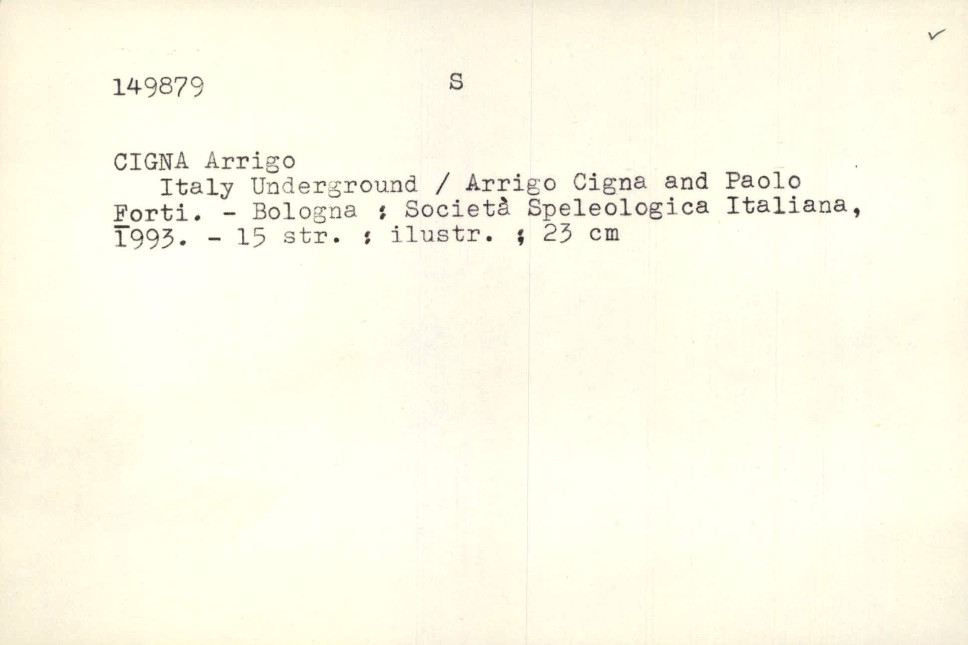 149879 S
CIGNA Arrigo
Italy Underground / Arrigo Cigna and Paolo
Forti. - Bologna : Società Speleologica Italiana,
1993. - 15 str. : ilustr. ; 23 cm